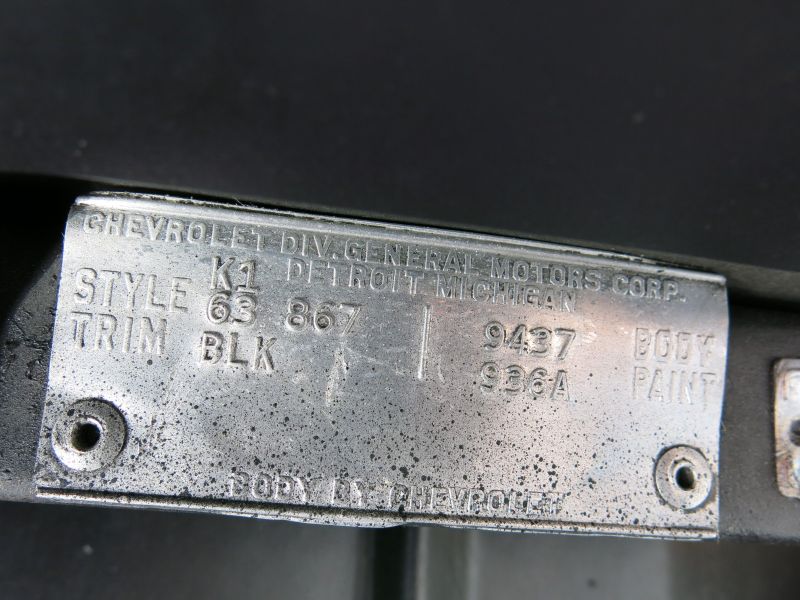 CHEVROLET DIV. GENERAL MOTORS CORP.
K1 DETROIT MICHIGAN
STYLE 63 867 9437 BODY
TRIM BLK 936A PAINT
BODY BY CHEVROLET